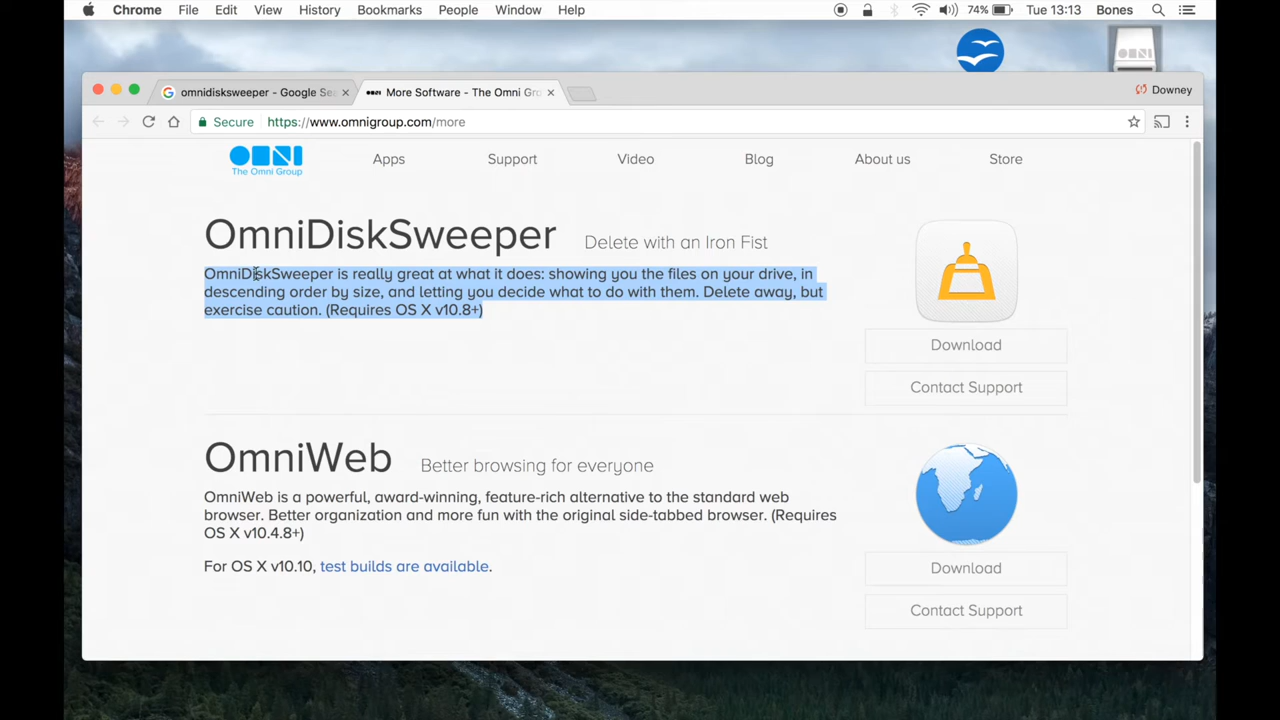 Chrome File Edit View History Bookmarks People Window Help 74% Tue 13:13 Bones
OMNI
omnidisksweeper - Google Se
More Software - The Omni Gro
Downey
Secure https://www.omnigroup.com/more
OMNI
The Omni Group
Apps Support Video Blog About us Store
OmniDiskSweeper Delete with an Iron Fist
OmniDiskSweeper is really great at what it does: showing you the files on your drive, in
descending order by size, and letting you decide what to do with them. Delete away, but
exercise caution. (Requires OS X v10.8+)
Download
Contact Support
OmniWeb Better browsing for everyone
OmniWeb is a powerful, award-winning, feature-rich alternative to the standard web
browser. Better organization and more fun with the original side-tabbed browser. (Requires
OS X v10.4.8+)
For OS X v10.10, test builds are available.
Download
Contact Support